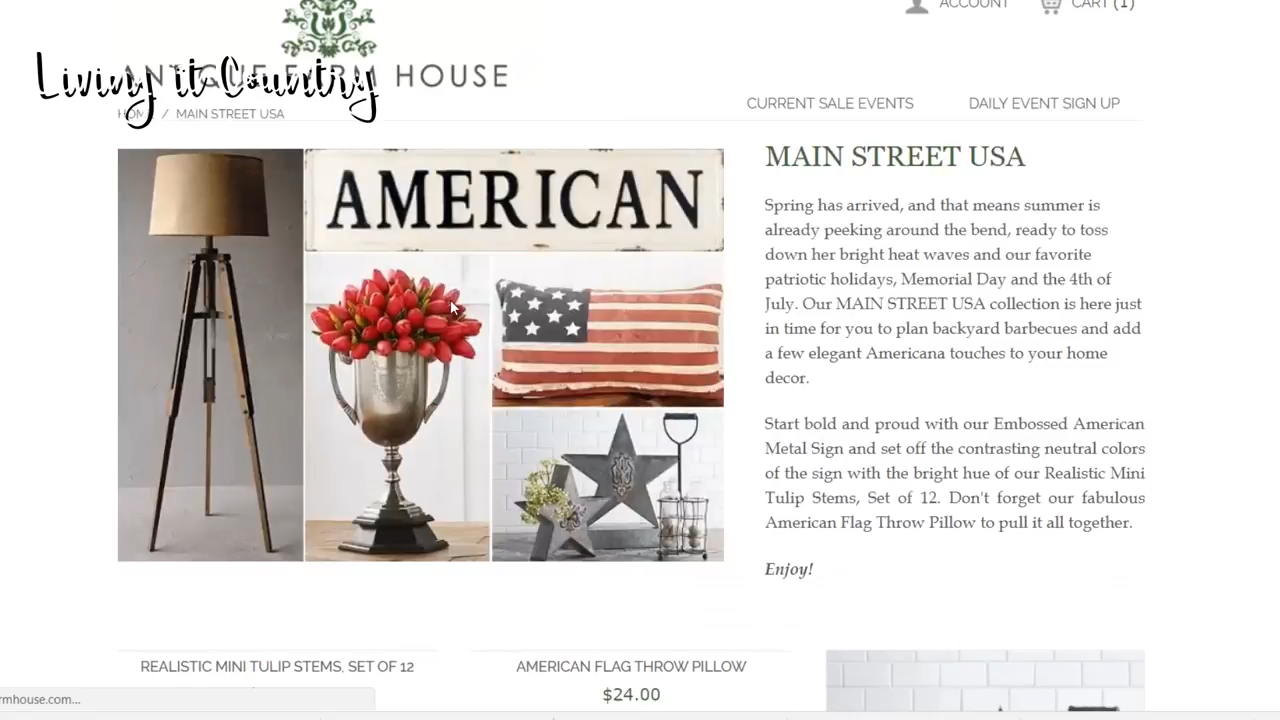 ACCOUNT
CART (1)
Living it Country
HOUSE
CURRENT SALE EVENTS
DAILY EVENT SIGN UP
/ MAIN STREET USA
AMERICAN
MAIN STREET USA
Spring has arrived, and that means summer is
already peeking around the bend, ready to toss
down her bright heat waves and our favorite
patriotic holidays, Memorial Day and the 4th of
July. Our MAIN STREET USA collection is here just
in time for you to plan backyard barbecues and add
a few elegant Americana touches to your home
decor.
Start bold and proud with our Embossed American
Metal Sign and set off the contrasting neutral colors
of the sign with the bright hue of our Realistic Mini
Tulip Stems, Set of 12. Don't forget our fabulous
American Flag Throw Pillow to pull it all together.
Enjoy!
REALISTIC MINI TULIP STEMS, SET OF 12
AMERICAN FLAG THROW PILLOW
$24.00
rmhouse.com...